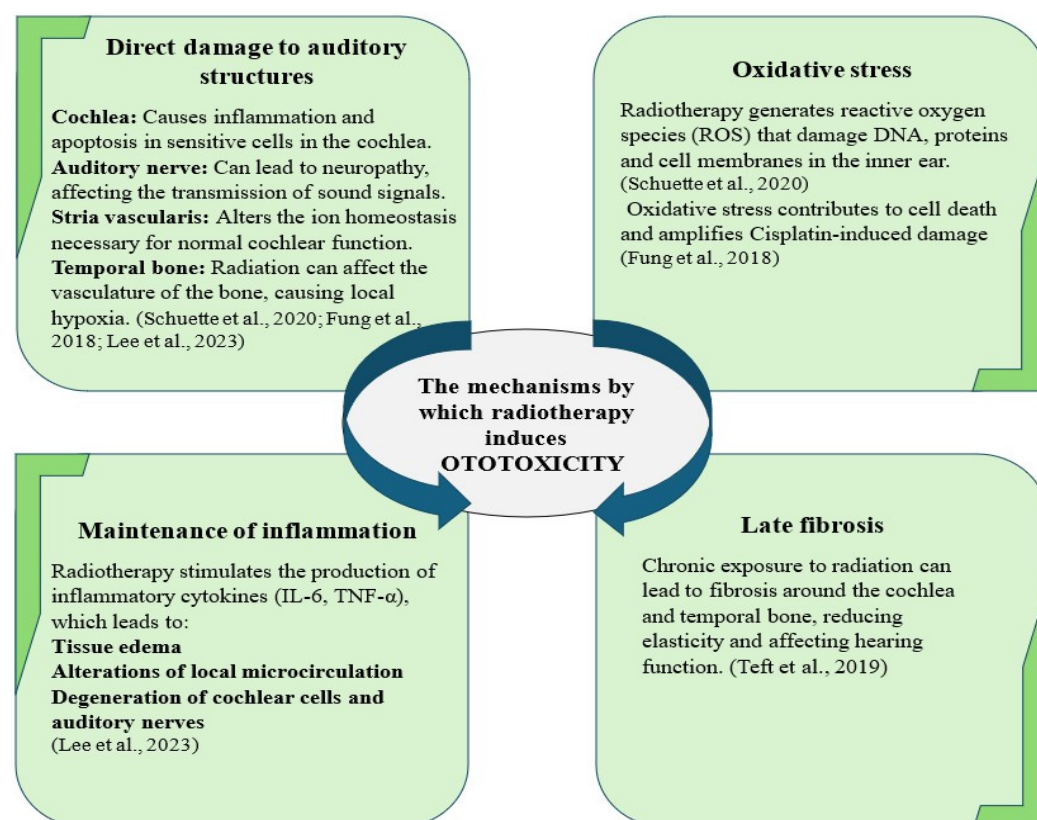 Direct damage to auditory
structures
Cochlea: Causes inflammation and
apoptosis in sensitive cells in the cochlea.
Auditory nerve: Can lead to neuropathy,
affecting the transmission of sound signals.
Stria vascularis: Alters the ion homeostasis
necessary for normal cochlear function.
Temporal bone: Radiation can affect the
vasculature of the bone, causing local
hypoxia. (Schuette et al., 2020; Fung et al.,
2018; Lee et al., 2023)
Oxidative stress
Radiotherapy generates reactive oxygen
species (ROS) that damage DNA, proteins
and cell membranes in the inner ear.
(Schuette et al., 2020)
Oxidative stress contributes to cell death
and amplifies Cisplatin-induced damage
(Fung et al., 2018)
The mechanisms by
which radiotherapy
induces
OTOTOXICITY
Maintenance of inflammation
Radiotherapy stimulates the production of
inflammatory cytokines (IL-6, TNF-α),
which leads to:
Tissue edema
Alterations of local microcirculation
Degeneration of cochlear cells and
auditory nerves
(Lee et al., 2023)
Late fibrosis
Chronic exposure to radiation can
lead to fibrosis around the cochlea
and temporal bone, reducing
elasticity and affecting hearing
function. (Teft et al., 2019)